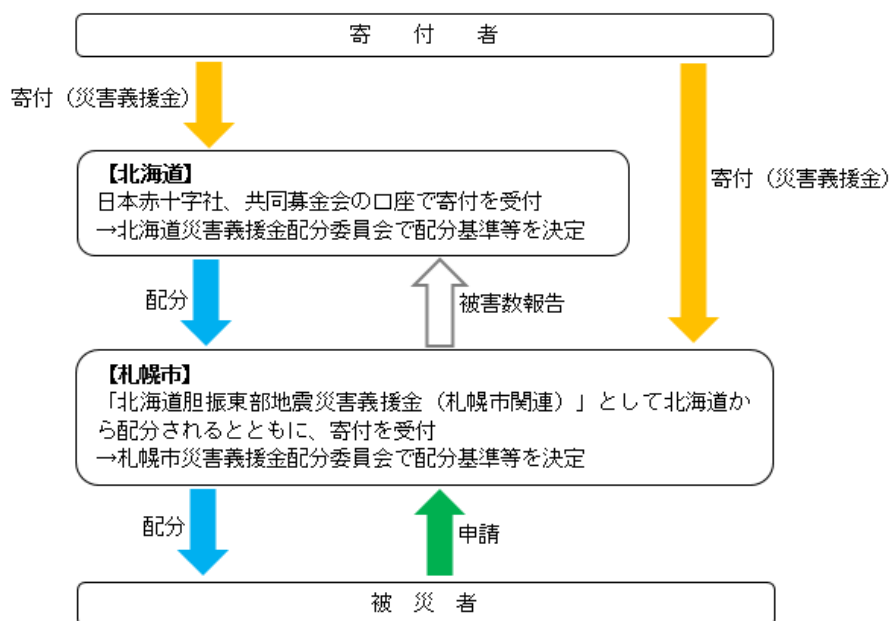 寄　付　者
寄付（災害義援金）
【北海道】
日本赤十字社、共同募金会の口座で寄付を受付
→北海道災害義援金配分委員会で配分基準等を決定
寄付（災害義援金）
配分
被害数報告
【札幌市】
「北海道胆振東部地震災害義援金（札幌市関連）」として北海道か
ら配分されるとともに、寄付を受付
→札幌市災害義援金配分委員会で配分基準等を決定
配分
申請
被　災　者